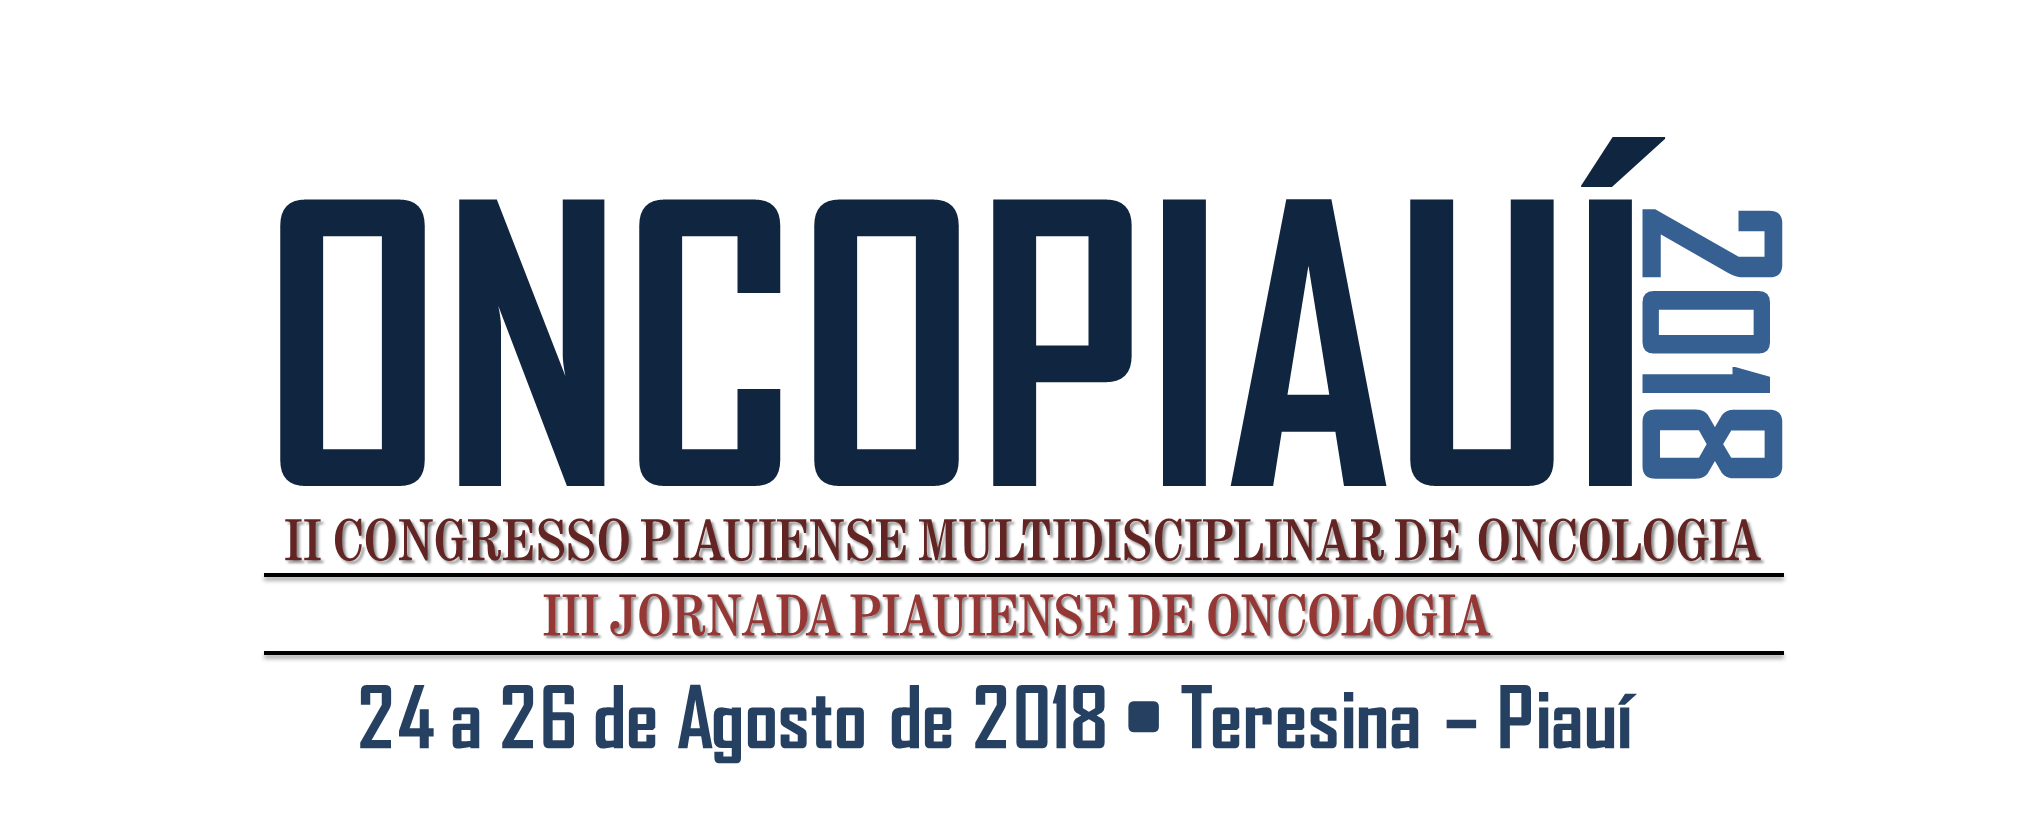 ONCOPIAUÍ 2018
II CONGRESSO PIAUIENSE MULTIDISCIPLINAR DE ONCOLOGIA
III JORNADA PIAUIENSE DE ONCOLOGIA
24 a 26 de Agosto de 2018 ▪ Teresina – Piauí